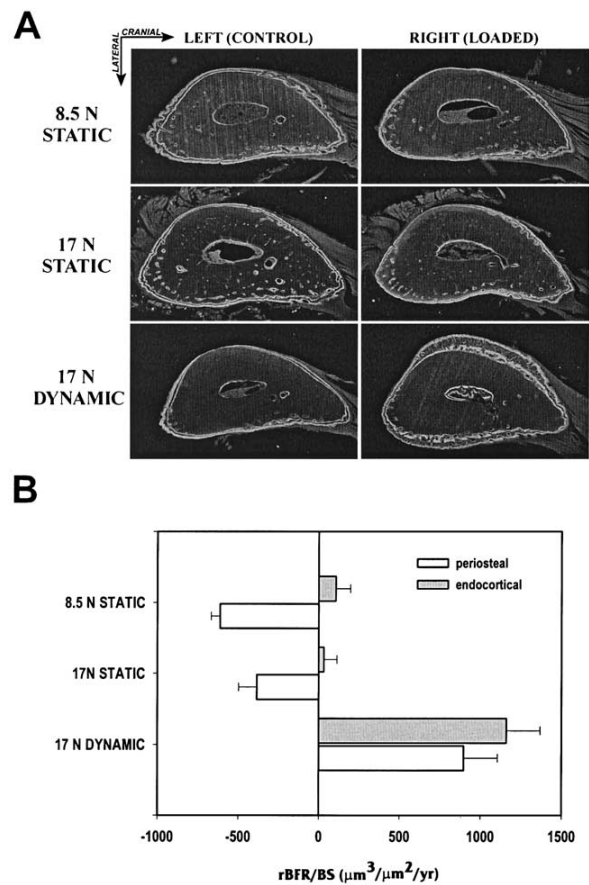 A
CRANIAL
LATERAL
LEFT (CONTROL)
RIGHT (LOADED)
8.5 N
STATIC
17 N
STATIC
17 N
DYNAMIC
B
periosteal
endocortical
8.5 N STATIC
17N STATIC
17 N DYNAMIC
-1000 -500 0 500 1000 1500
rBFR/BS (μm³/μm²/yr)